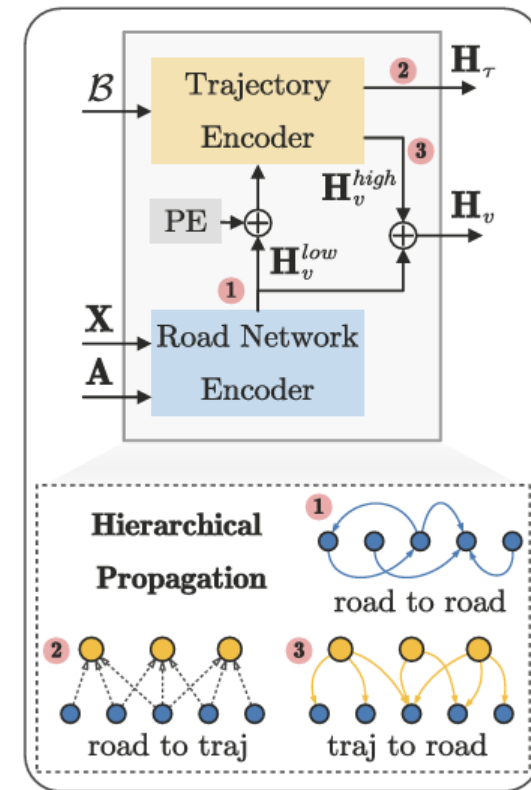 B
Trajectory
Encoder
2
H_τ
3
H_v^{high}
PE
H_v^{low}
H_v
1
X
A
Road Network
Encoder
Hierarchical
Propagation
1
road to road
2
road to traj
3
traj to road